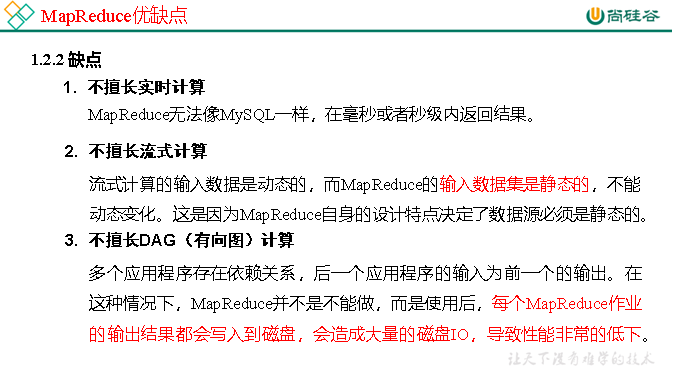 MapReduce优缺点
尚硅谷
1.2.2 缺点
1. 不擅长实时计算
MapReduce无法像MySQL一样，在毫秒或者秒级内返回结果。
2. 不擅长流式计算
流式计算的输入数据是动态的，而MapReduce的输入数据集是静态的，不能
动态变化。这是因为MapReduce自身的设计特点决定了数据源必须是静态的。
3. 不擅长DAG（有向图）计算
多个应用程序存在依赖关系，后一个应用程序的输入为前一个的输出。在
这种情况下，MapReduce并不是不能做，而是使用后，每个MapReduce作业
的输出结果都会写入到磁盘，会造成大量的磁盘IO，导致性能非常的低下。
让天下没有难学的技术